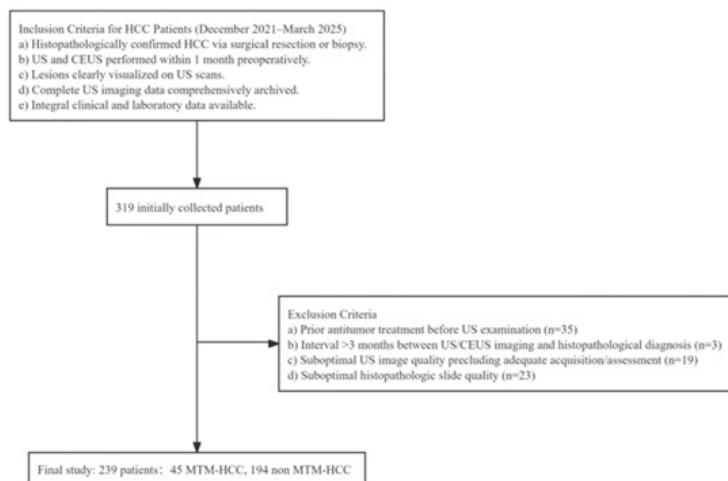 Inclusion Criteria for HCC Patients (December 2021–March 2025)
a) Histopathologically confirmed HCC via surgical resection or biopsy.
b) US and CEUS performed within 1 month preoperatively.
c) Lesions clearly visualized on US scans.
d) Complete US imaging data comprehensively archived.
e) Integral clinical and laboratory data available.
319 initially collected patients
Exclusion Criteria
a) Prior antitumor treatment before US examination (n=35)
b) Interval >3 months between US/CEUS imaging and histopathological diagnosis (n=3)
c) Suboptimal US image quality precluding adequate acquisition/assessment (n=19)
d) Suboptimal histopathologic slide quality (n=23)
Final study: 239 patients: 45 MTM-HCC, 194 non MTM-HCC